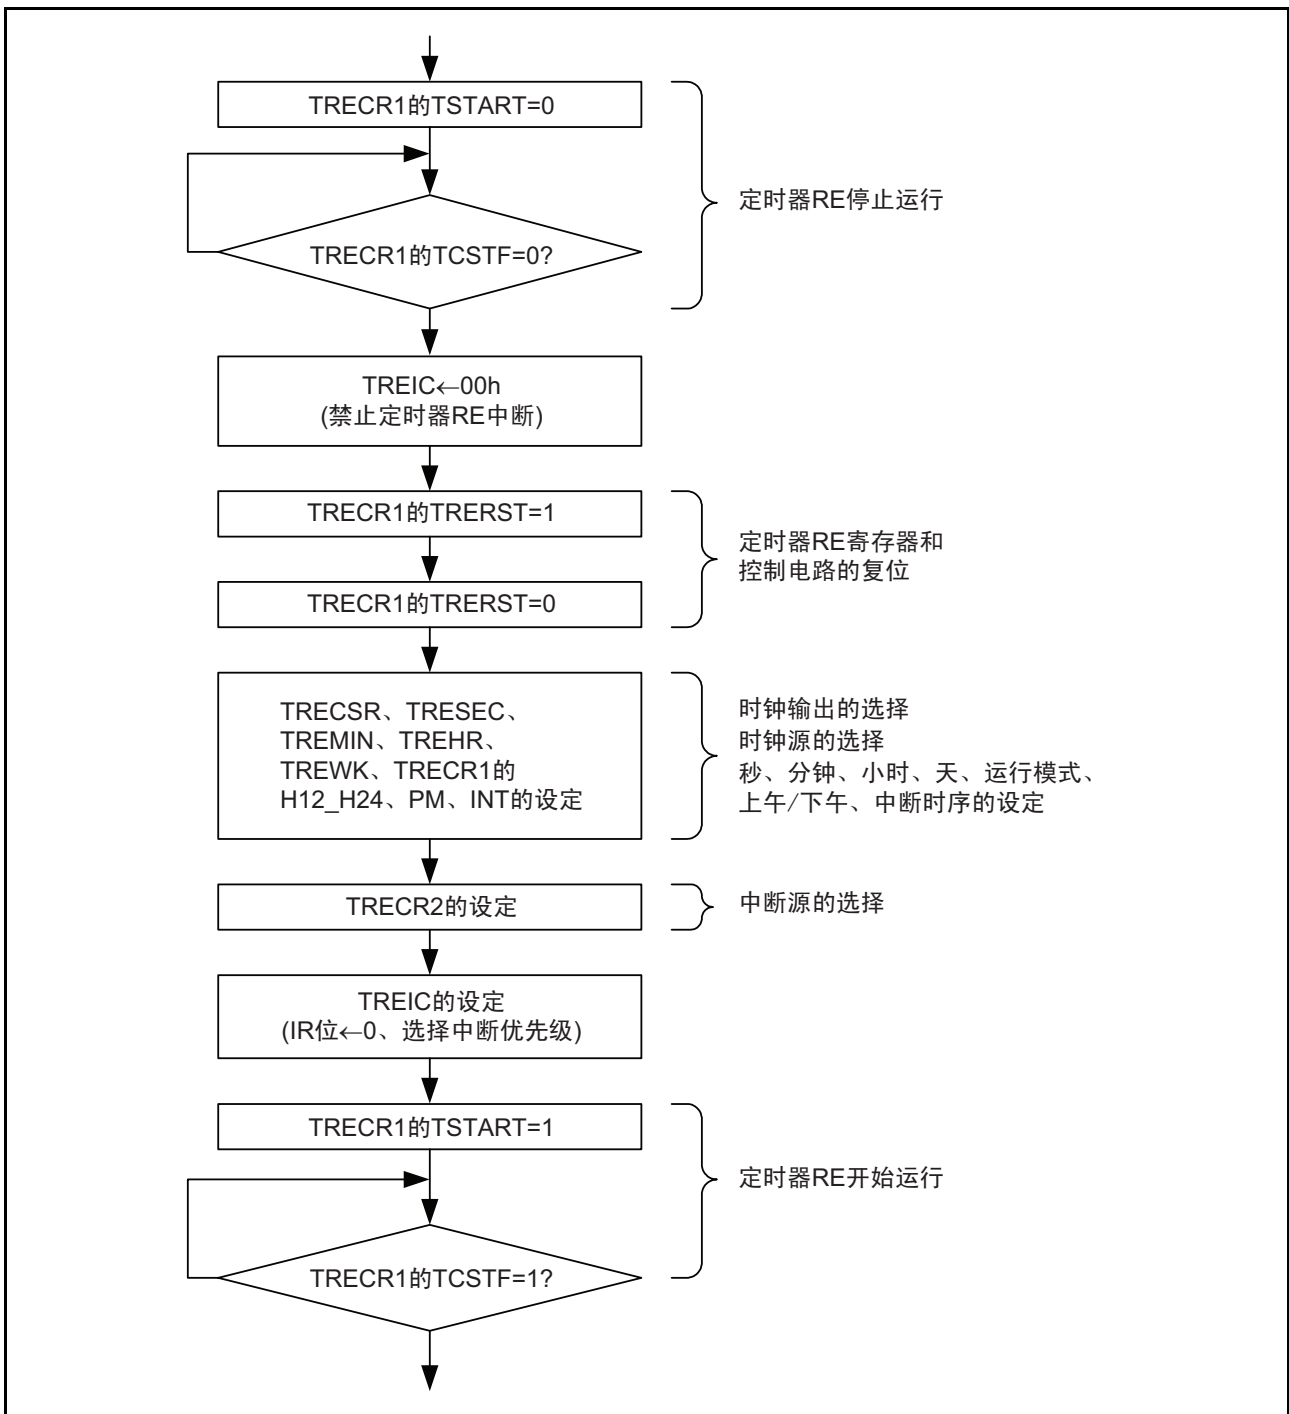 TRECR1的TSTART=0
定时器RE停止运行
TRECR1的TCSTF=0?
TREIC←00h
(禁止定时器RE中断)
TRECR1的TRERST=1
定时器RE寄存器和
控制电路的复位
TRECR1的TRERST=0
TRECSR、TRESEC、
TREMIN、TREHR、
TREWK、TRECR1的
H12_H24、PM、INT的设定
时钟输出的选择
时钟源的选择
秒、分钟、小时、天、运行模式、
上午/下午、中断时序的设定
TRECR2的设定
中断源的选择
TREIC的设定
(IR位←0、选择中断优先级)
TRECR1的TSTART=1
定时器RE开始运行
TRECR1的TCSTF=1?